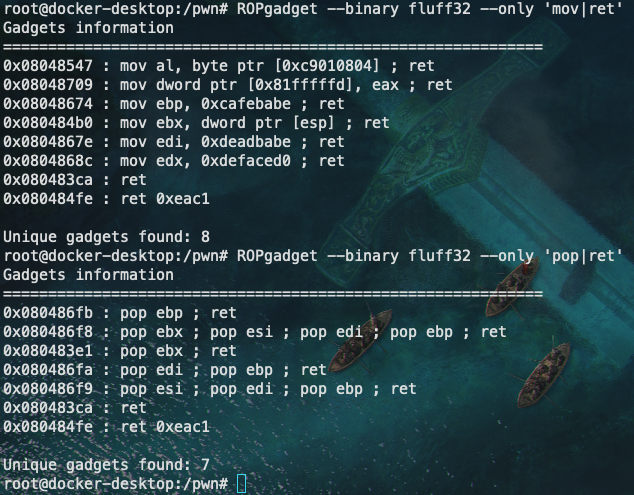 root@docker-desktop:/pwn# ROPgadget --binary fluff32 --only 'mov|ret'
Gadgets information
============================================================
0x08048547 : mov al, byte ptr [0xc9010804] ; ret
0x08048709 : mov dword ptr [0x81fffffd], eax ; ret
0x08048674 : mov ebp, 0xcafebabe ; ret
0x080484b0 : mov ebx, dword ptr [esp] ; ret
0x0804867e : mov edi, 0xdeadbabe ; ret
0x0804868c : mov edx, 0xdefaced0 ; ret
0x080483ca : ret
0x080484fe : ret 0xeac1
Unique gadgets found: 8
root@docker-desktop:/pwn# ROPgadget --binary fluff32 --only 'pop|ret'
Gadgets information
============================================================
0x080486fb : pop ebp ; ret
0x080486f8 : pop ebx ; pop esi ; pop edi ; pop ebp ; ret
0x080483e1 : pop ebx ; ret
0x080486fa : pop edi ; pop ebp ; ret
0x080486f9 : pop esi ; pop edi ; pop ebp ; ret
0x080483ca : ret
0x080484fe : ret 0xeac1
Unique gadgets found: 7
root@docker-desktop:/pwn#